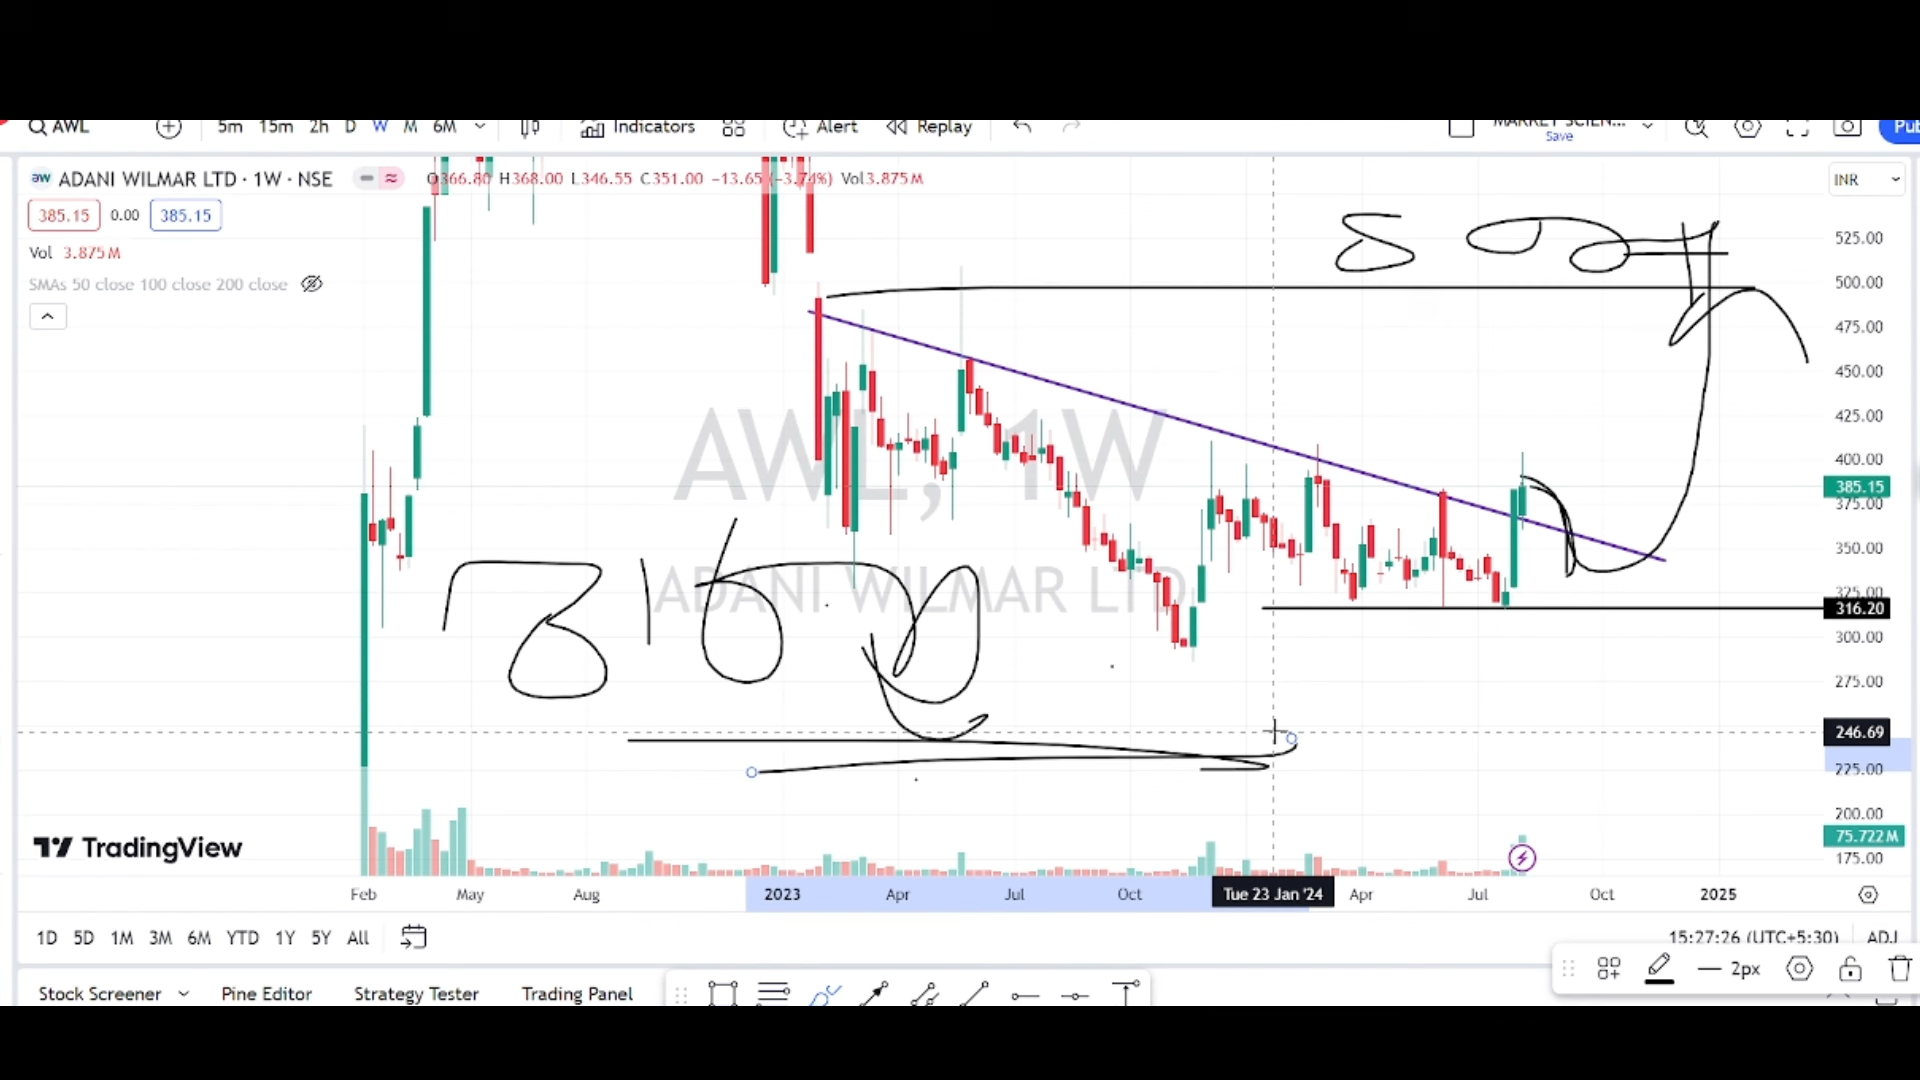 AWL 5m 15m 2h D W M 6M Indicators Alert Replay Save
ADANI WILMAR LTD · 1W · NSE O366.80 H368.00 L346.55 C351.00 −13.65 (−3.74%) Vol3.875M INR
385.15 0.00 385.15
Vol 3.875M
SMAs 50 close 100 close 200 close
525.00
500.00
475.00
450.00
425.00
400.00
385.15
375.00
350.00
325.00
316.20
300.00
275.00
246.69
225.00
200.00
75.722M
175.00
AWL, 1W
ADANI WILMAR LTD
TradingView
Feb May Aug 2023 Apr Jul Oct Tue 23 Jan '24 Apr Jul Oct 2025
1D 5D 1M 3M 6M YTD 1Y 5Y All 15:27:26 (UTC+5:30) ADJ
2px
Stock Screener Pine Editor Strategy Tester Trading Panel